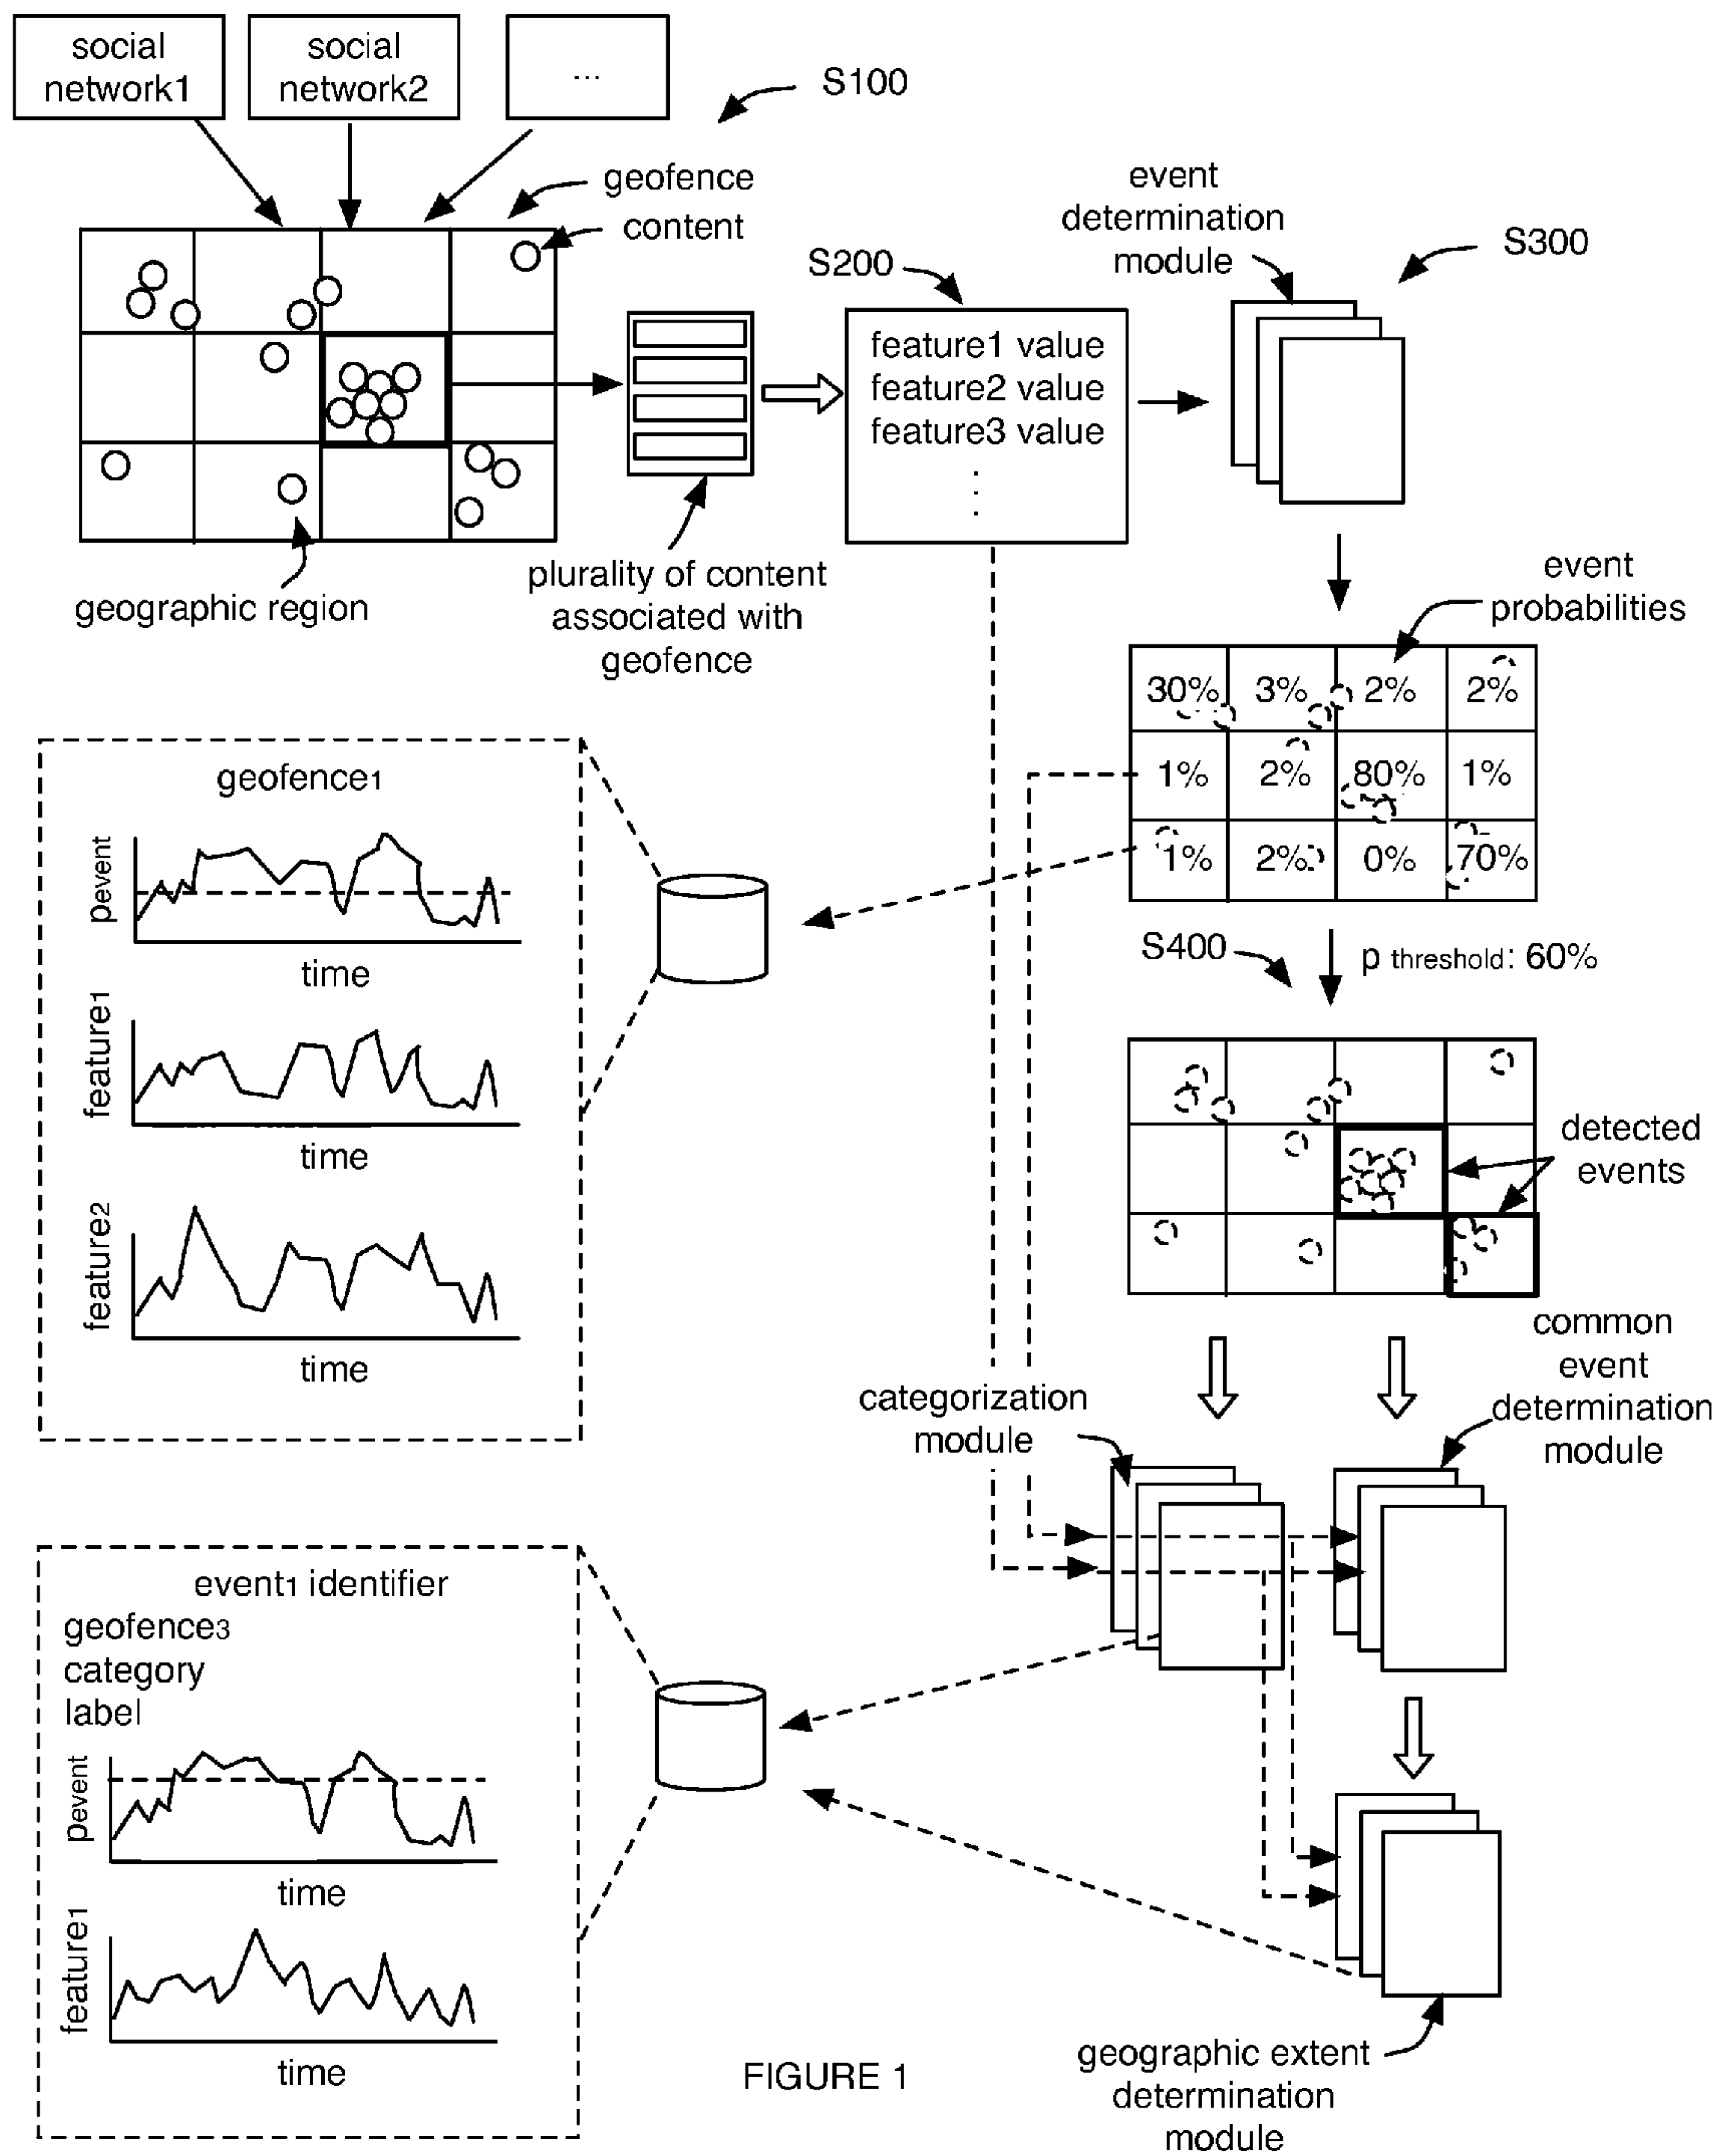 social
network1
social
network2
...
S100
geofence
content
event
determination
module
S300
S200
feature1 value
feature2 value
feature3 value
geographic region
plurality of content
associated with
geofence
event
probabilities
30% 3% 2% 2%
1% 2% 80% 1%
1% 2% 0% 70%
S400
p threshold: 60%
geofence1
pevent
time
feature1
time
feature2
time
detected
events
common
event
determination
module
categorization
module
event1 identifier
geofence3
category
label
pevent
time
feature1
time
geographic extent
determination
module
FIGURE 1